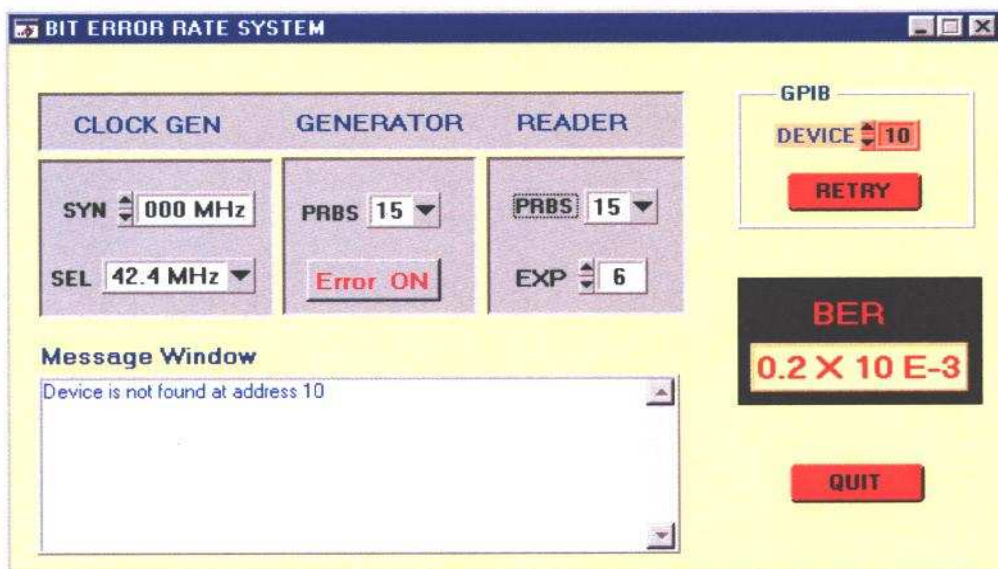 BIT ERROR RATE SYSTEM
CLOCK GEN
GENERATOR
READER
SYN 000 MHz
SEL 42.4 MHz
PRBS 15
Error ON
PRBS 15
EXP 6
GPIB
DEVICE 10
RETRY
BER
0.2 X 10 E-3
Message Window
Device is not found at address 10
QUIT